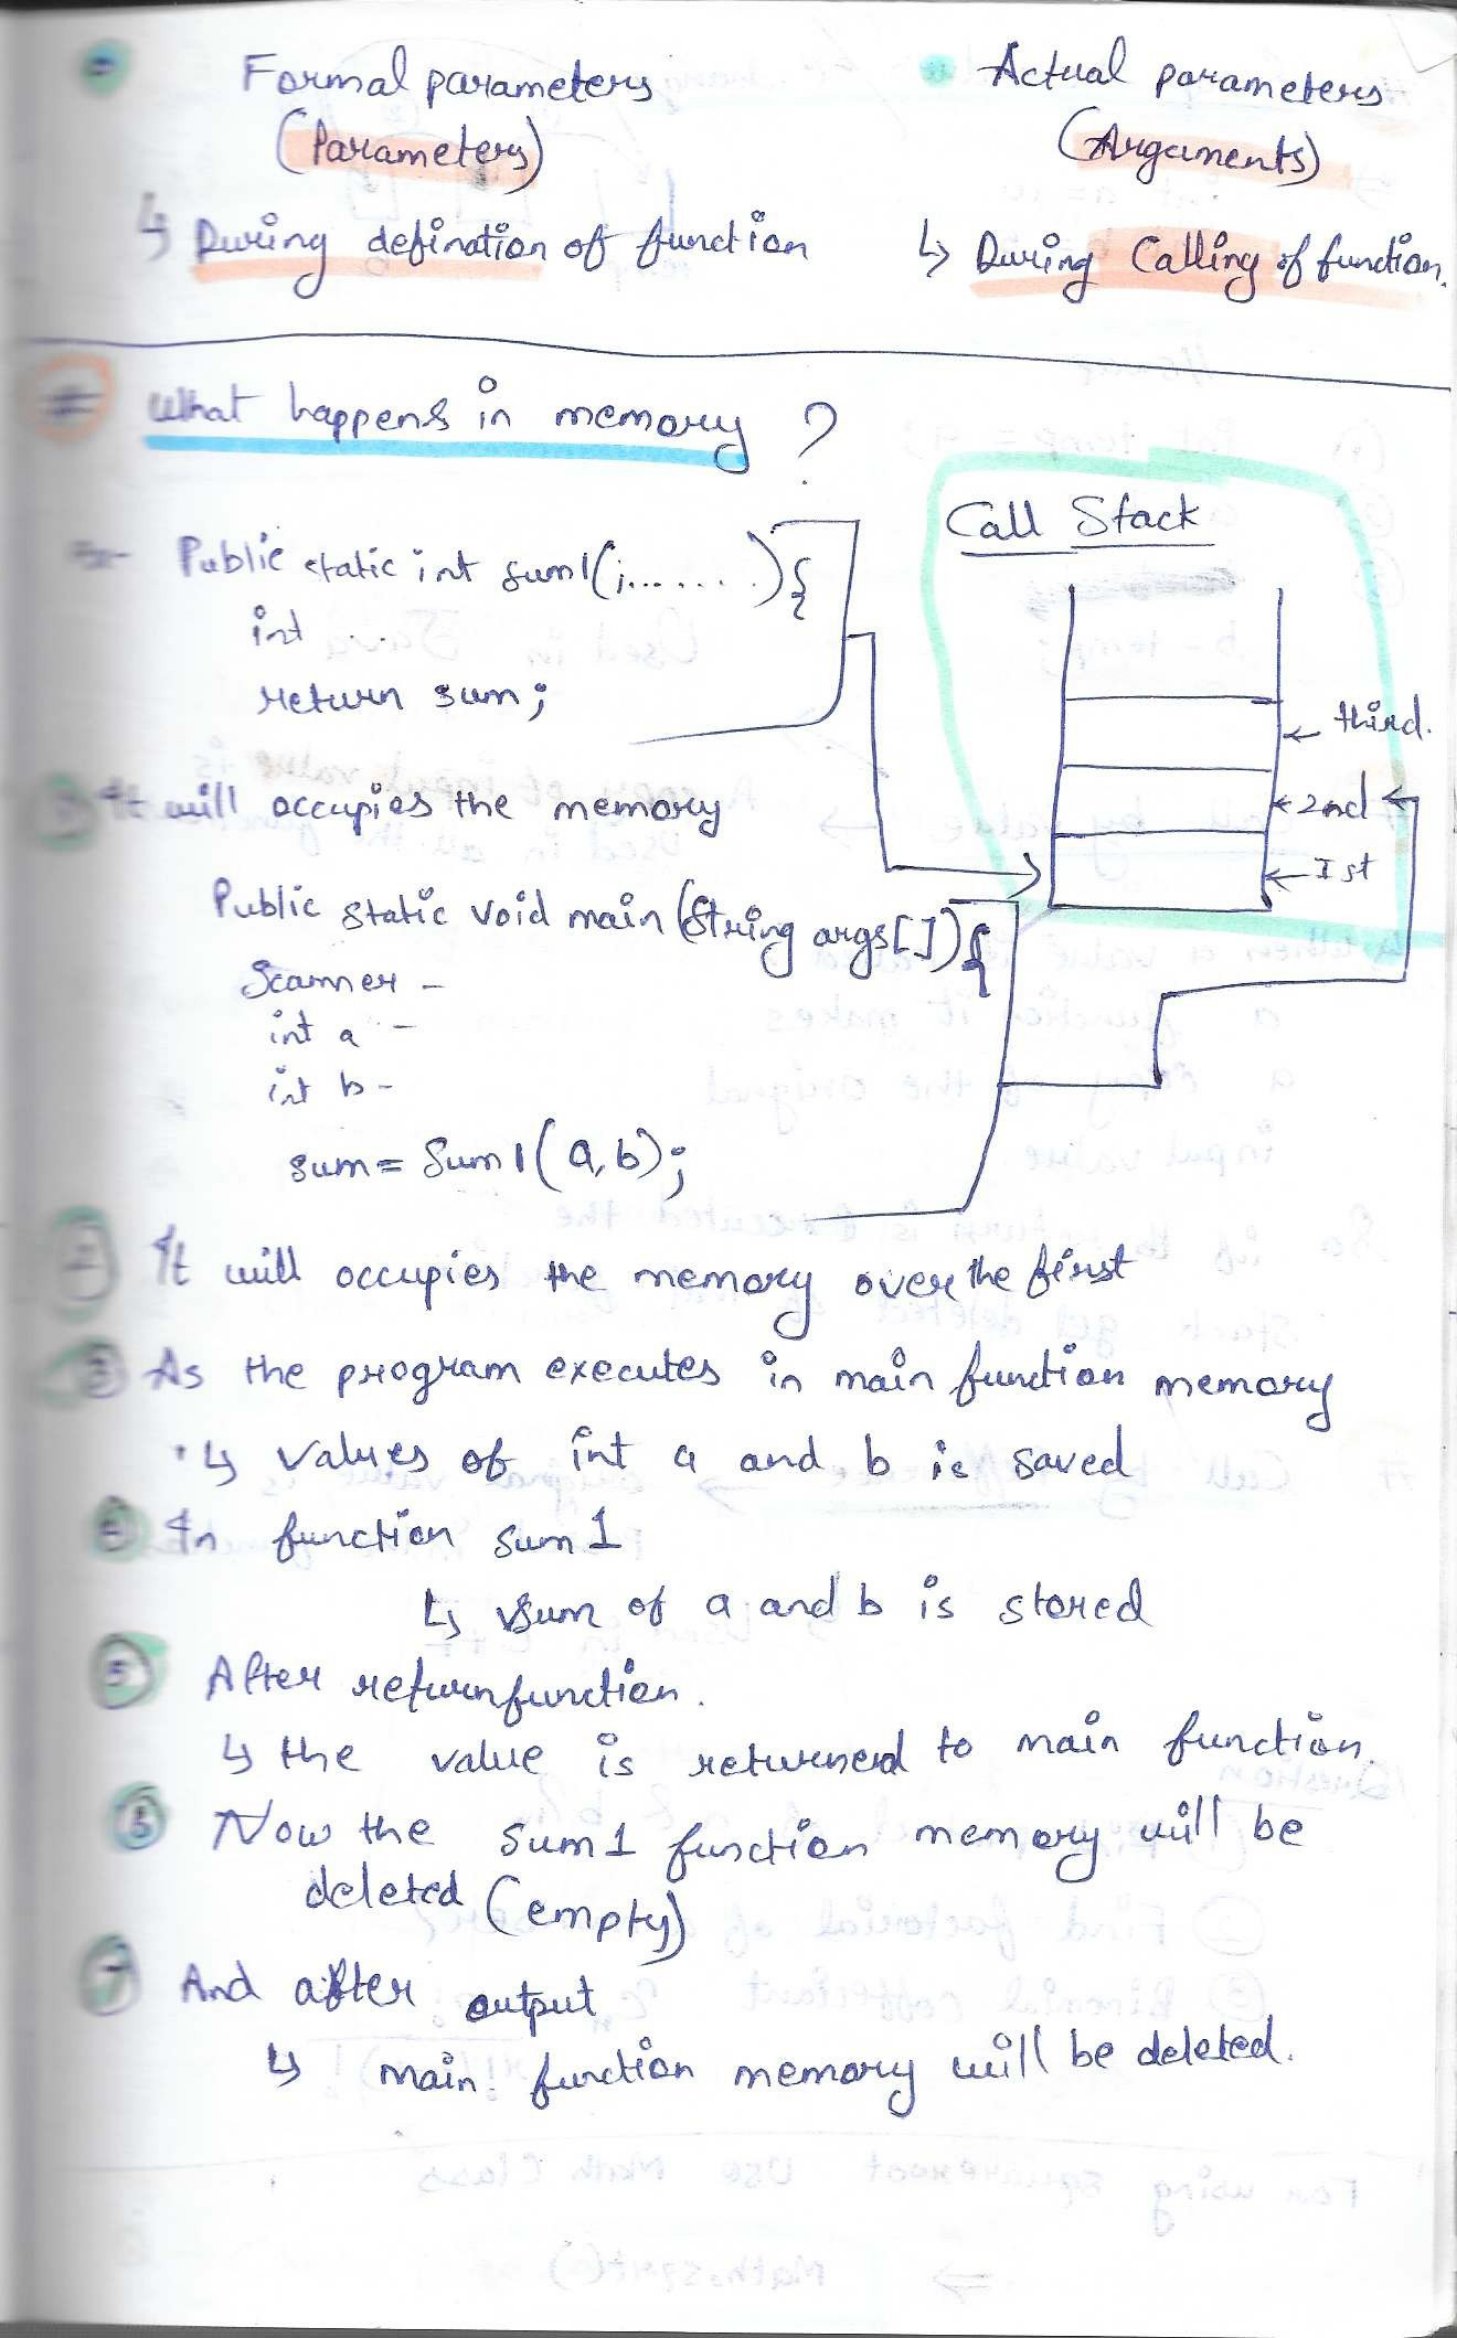 Formal parameters
(Parameters)
↳ During defination of function
Actual parameters
(Arguments)
↳ During Calling of function.
# What happens in memory ?
Call Stack
Public static int sum1(i.......){
int ..
return sum;
← third.
← 2nd
← Ist
It will occupies the memory
Public static void main (String args[]) {
Scanner -
int a -
int b -
sum = Sum1(a,b);
2 It will occupies the memory over the first
3 As the program executes in main function memory
↳ values of int a and b is saved
In function sum 1
↳ sum of a and b is stored
5 After return function.
↳ the value is returned to main function.
6 Now the sum1 function memory will be
deleted (empty)
7 And after output
↳ main function memory will be deleted.